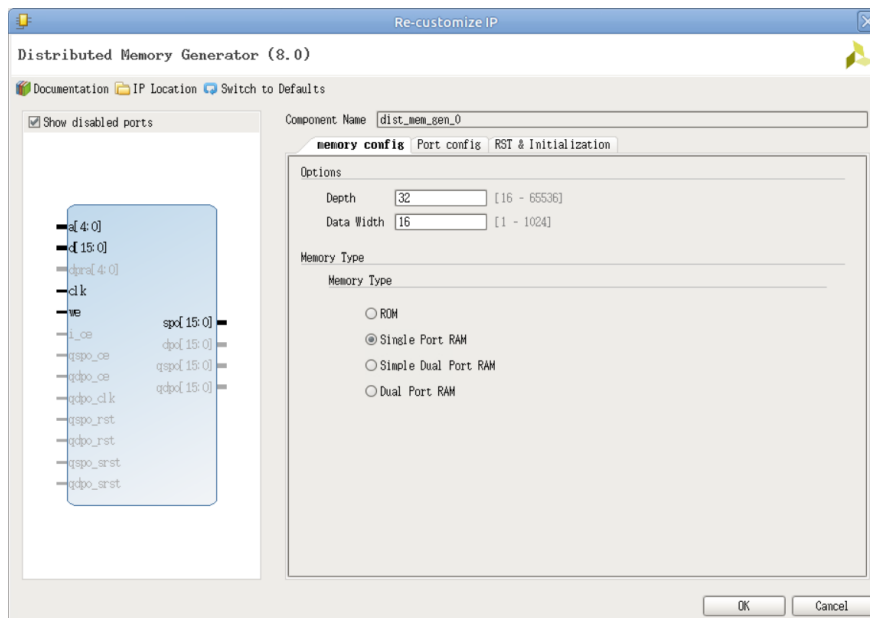 Re-customize IP
Distributed Memory Generator (8.0)
Documentation IP Location Switch to Defaults
Show disabled ports
a[4:0]
d[15:0]
dpra[4:0]
clk
we
i_ce
qspo_ce
qdpo_ce
qdpo_clk
qspo_rst
qdpo_rst
qspo_srst
qdpo_srst
spo[15:0]
dpo[15:0]
qspo[15:0]
qdpo[15:0]
Component Name dist_mem_gen_0
memory config Port config RST & Initialization
Options
Depth 32 [16 - 65536]
Data Width 16 [1 - 1024]
Memory Type
Memory Type
ROM
Single Port RAM
Simple Dual Port RAM
Dual Port RAM
OK Cancel